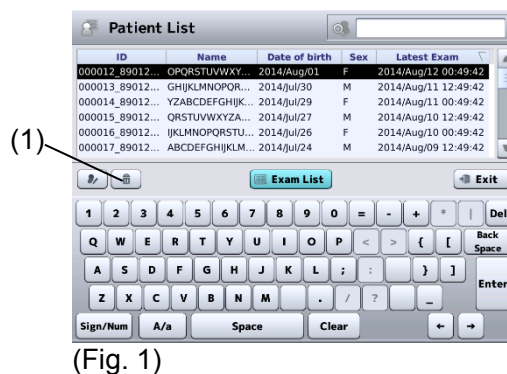 Patient List
ID Name Date of birth Sex Latest Exam
000012_89012... OPQRSTUVWXY... 2014/Aug/01 F 2014/Aug/12 00:49:42
000013_89012... GHIJKLMNOPQR... 2014/Jul/30 M 2014/Aug/11 12:49:42
000014_89012... YZABCDEFGHIJK... 2014/Jul/29 F 2014/Aug/11 00:49:42
000015_89012... QRSTUVWXYZA... 2014/Jul/27 M 2014/Aug/10 12:49:42
000016_89012... IJKLMNOPQRSTU... 2014/Jul/26 F 2014/Aug/10 00:49:42
000017_89012... ABCDEFGHIJKLM... 2014/Jul/24 M 2014/Aug/09 12:49:42
(1)
Exam List Exit
1 2 3 4 5 6 7 8 9 0 = - + * | Del
Q W E R T Y U I O P < > { [ Back Space
A S D F G H J K L ; : } ] Enter
Z X C V B N M . / ? _
Sign/Num A/a Space Clear ← →
(Fig. 1)